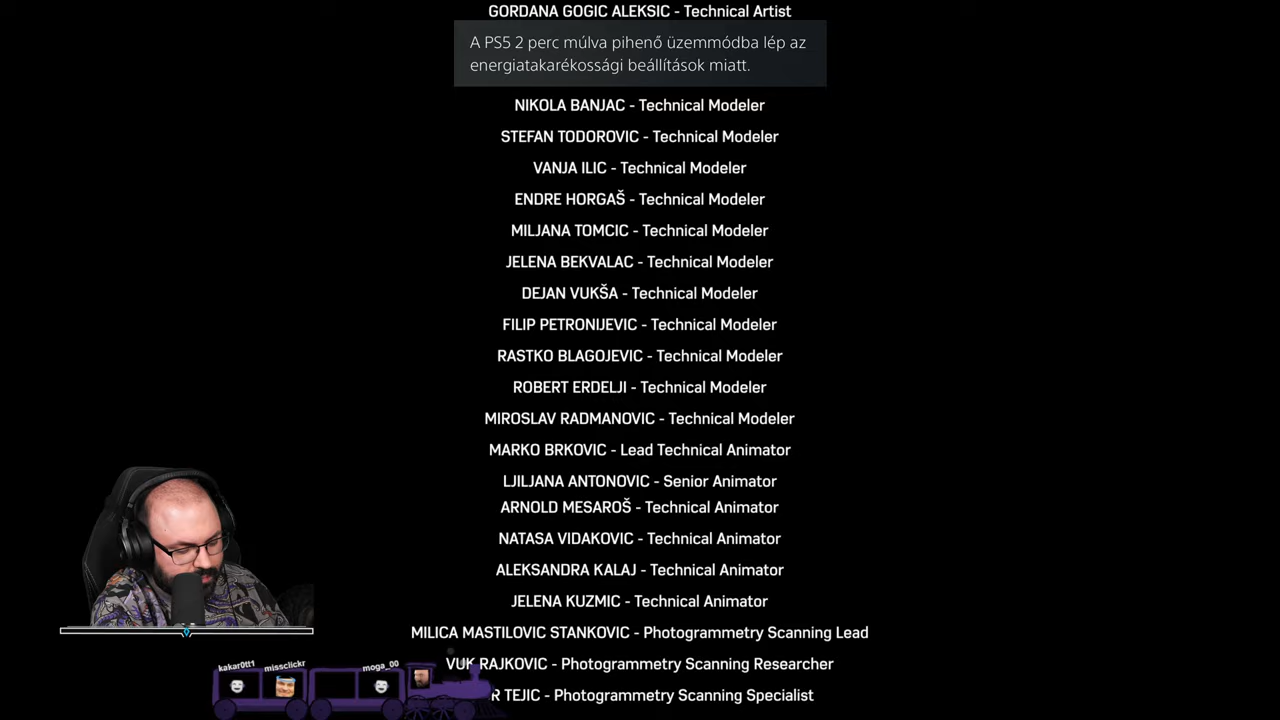 GORDANA GOGIC ALEKSIC - Technical Artist
A PS5 2 perc múlva pihenő üzemmódba lép az
energiatakarékossági beállítások miatt.
NIKOLA BANJAC - Technical Modeler
STEFAN TODOROVIC - Technical Modeler
VANJA ILIC - Technical Modeler
ENDRE HORGAŠ - Technical Modeler
MILJANA TOMCIC - Technical Modeler
JELENA BEKVALAC - Technical Modeler
DEJAN VUKŠA - Technical Modeler
FILIP PETRONIJEVIC - Technical Modeler
RASTKO BLAGOJEVIC - Technical Modeler
ROBERT ERDELJI - Technical Modeler
MIROSLAV RADMANOVIC - Technical Modeler
MARKO BRKOVIC - Lead Technical Animator
LJILJANA ANTONOVIC - Senior Animator
ARNOLD MESAROŠ - Technical Animator
NATASA VIDAKOVIC - Technical Animator
ALEKSANDRA KALAJ - Technical Animator
JELENA KUZMIC - Technical Animator
MILICA MASTILOVIC STANKOVIC - Photogrammetry Scanning Lead
VUK RAJKOVIC - Photogrammetry Scanning Researcher
TEJIC - Photogrammetry Scanning Specialist
kakar0tt1 missclickr moga_00